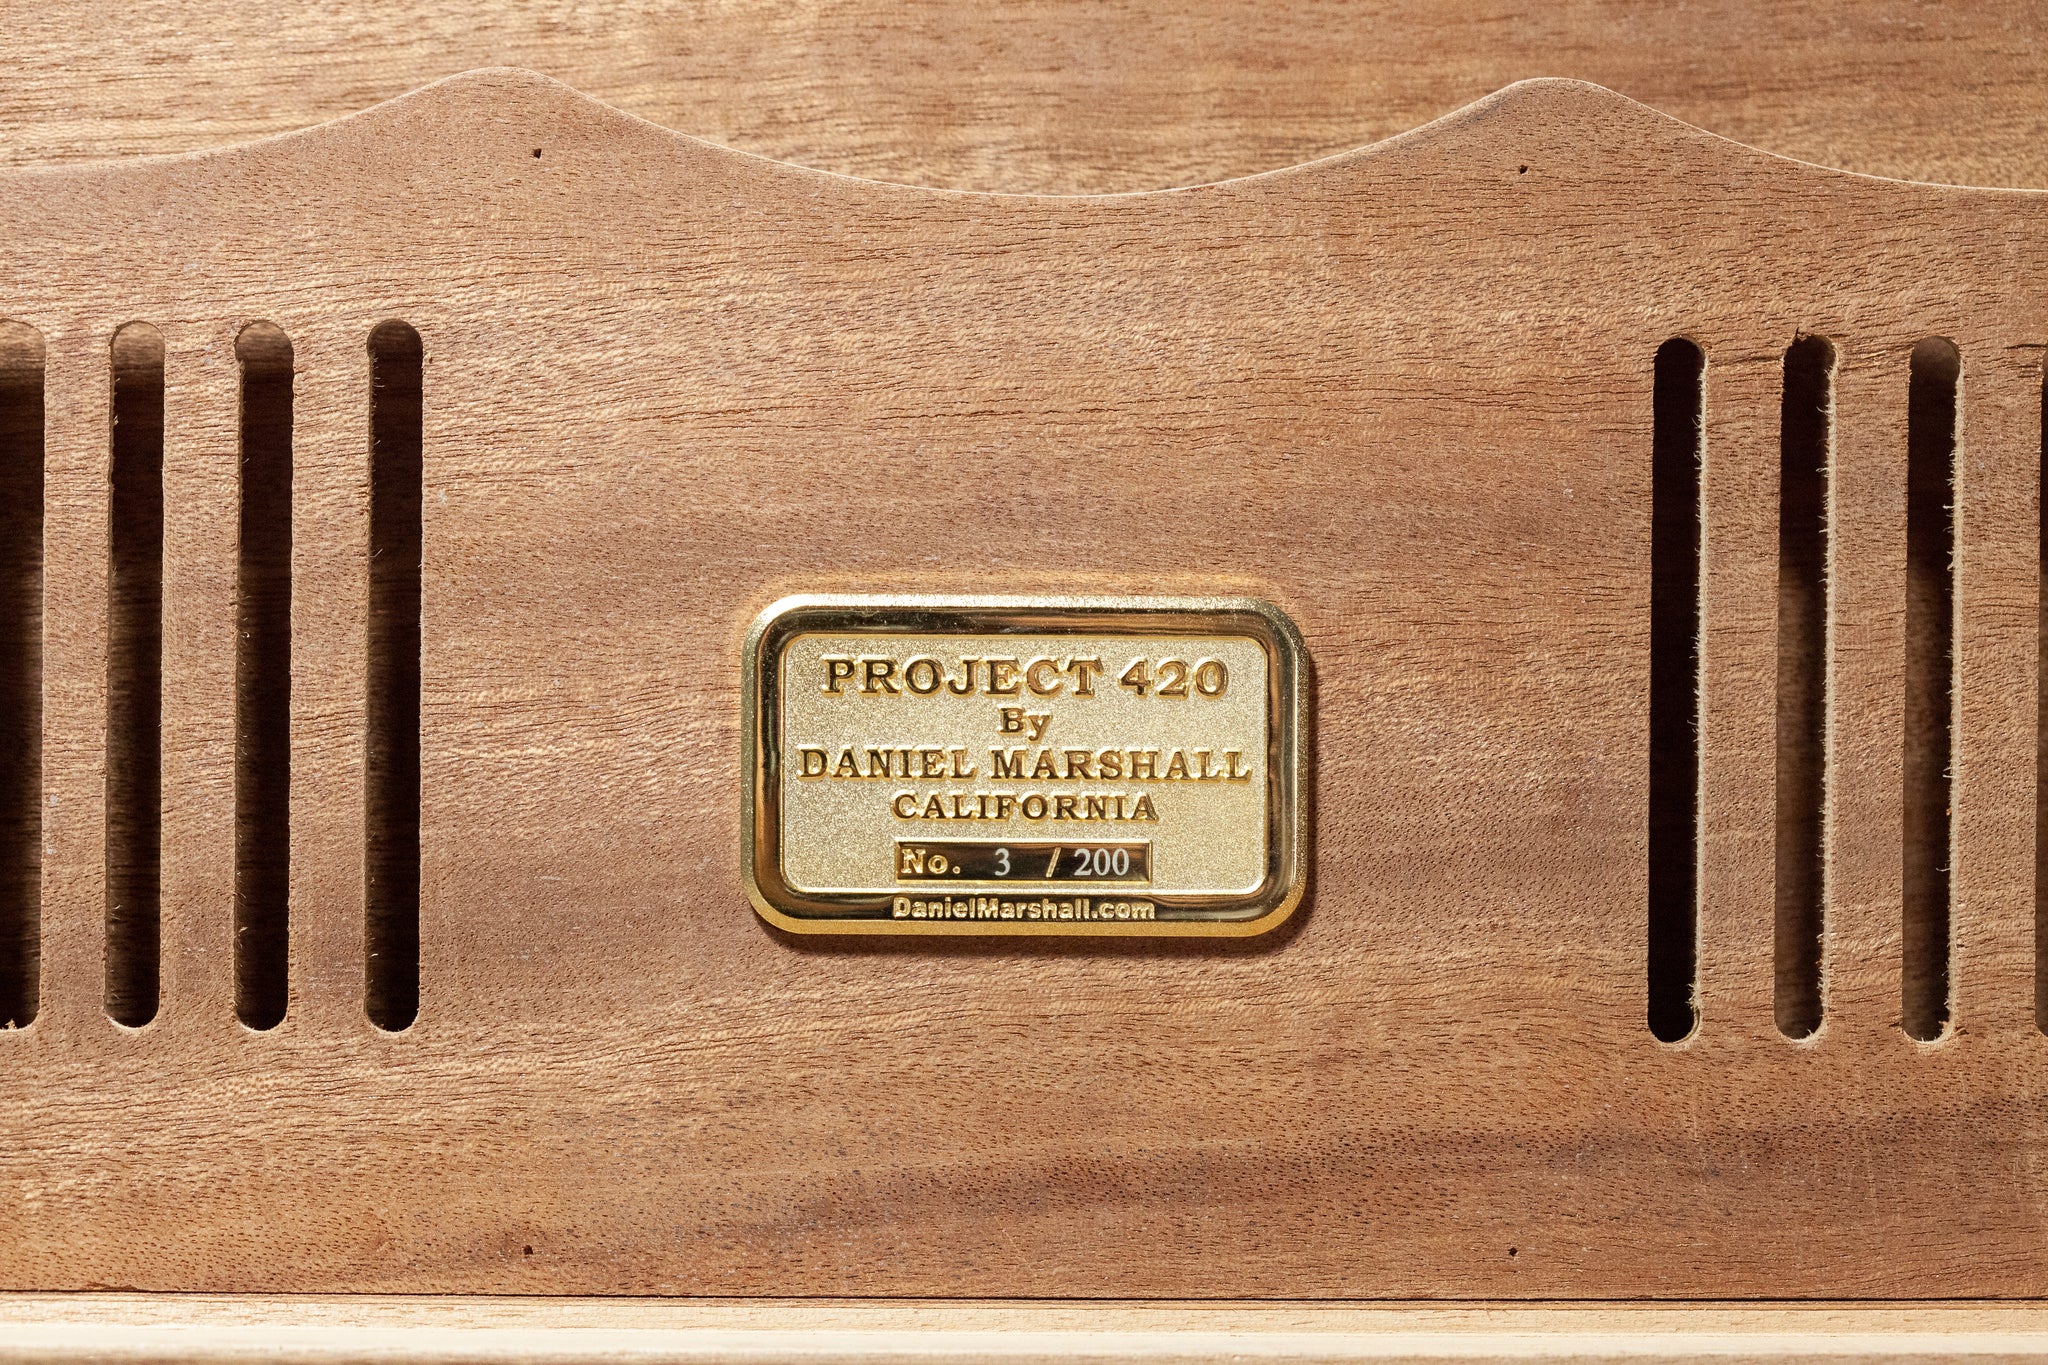 PROJECT 420
By
DANIEL MARSHALL
CALIFORNIA
No. 3 / 200
DanielMarshall.com